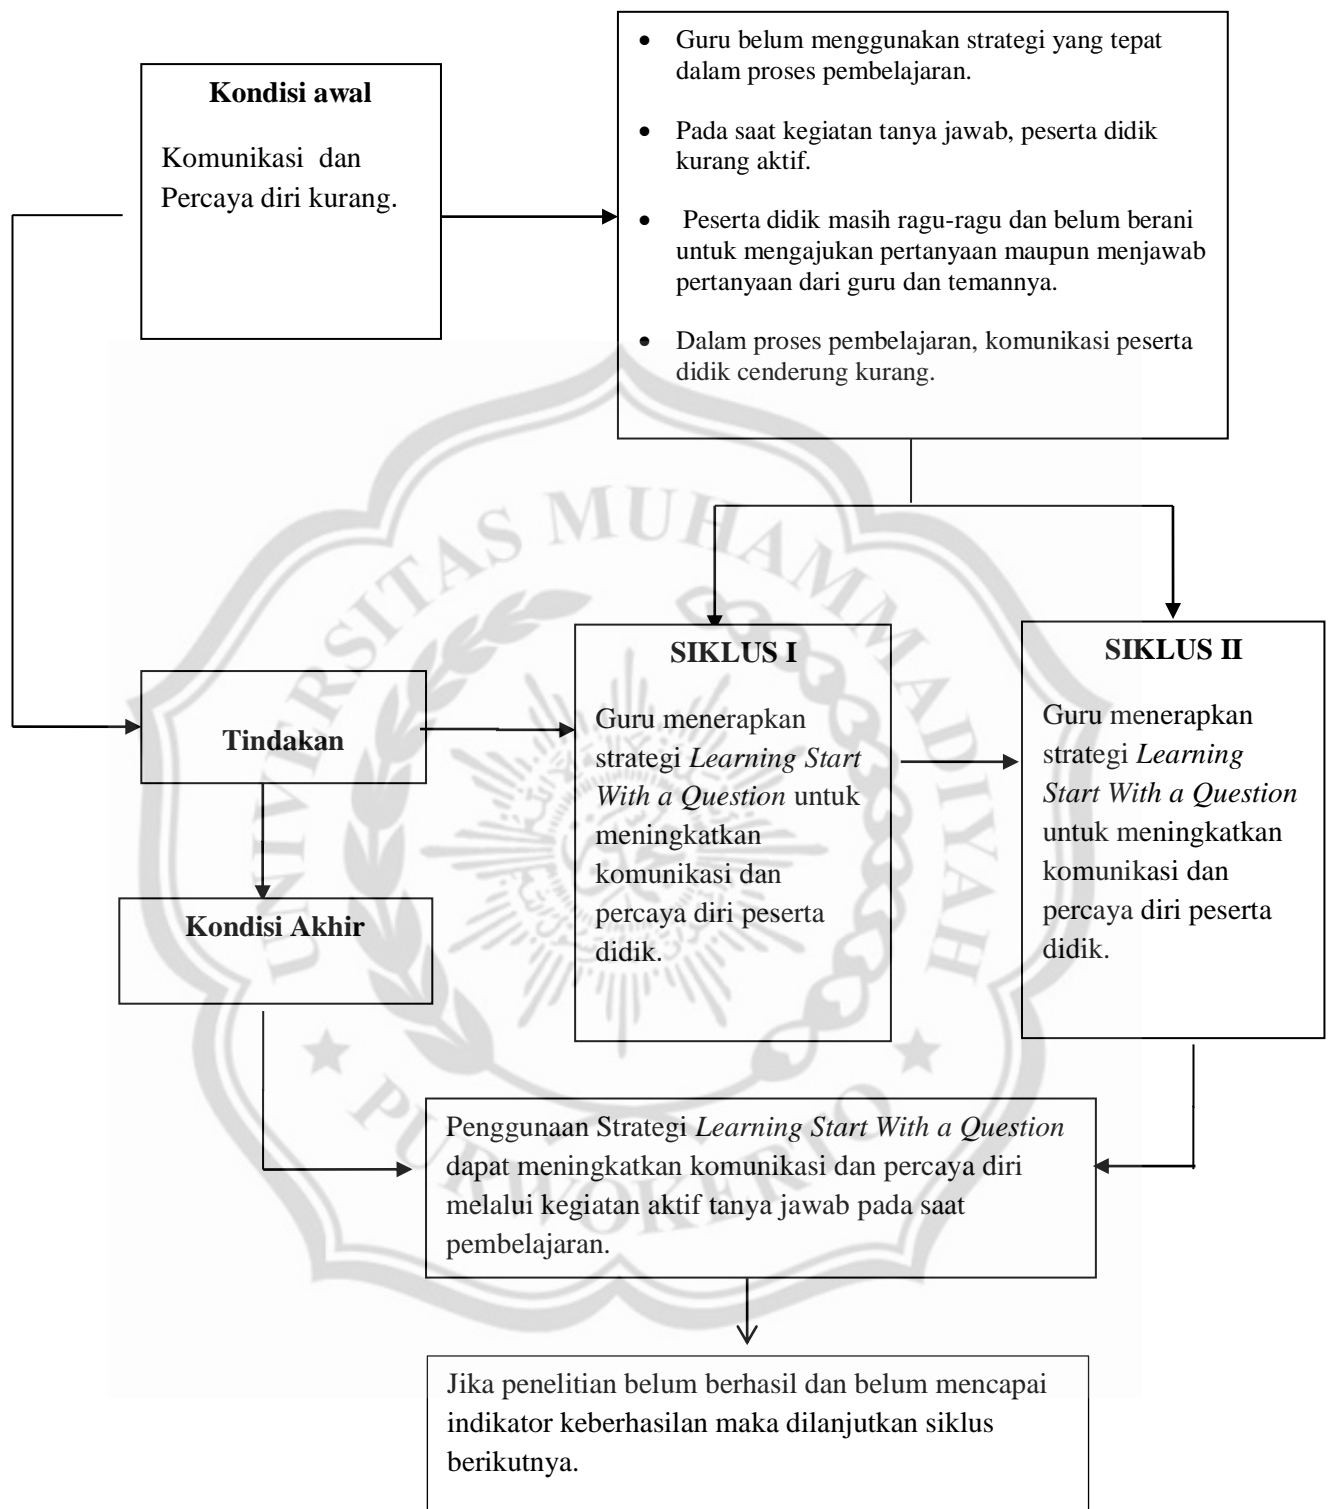 Kondisi awal
Komunikasi dan
Percaya diri kurang.
• Guru belum menggunakan strategi yang tepat
dalam proses pembelajaran.
• Pada saat kegiatan tanya jawab, peserta didik
kurang aktif.
• Peserta didik masih ragu-ragu dan belum berani
untuk mengajukan pertanyaan maupun menjawab
pertanyaan dari guru dan temannya.
• Dalam proses pembelajaran, komunikasi peserta
didik cenderung kurang.
Tindakan
SIKLUS I
Guru menerapkan
strategi Learning Start
With a Question untuk
meningkatkan
komunikasi dan
percaya diri peserta
didik.
SIKLUS II
Guru menerapkan
strategi Learning
Start With a Question
untuk meningkatkan
komunikasi dan
percaya diri peserta
didik.
Kondisi Akhir
Penggunaan Strategi Learning Start With a Question
dapat meningkatkan komunikasi dan percaya diri
melalui kegiatan aktif tanya jawab pada saat
pembelajaran.
Jika penelitian belum berhasil dan belum mencapai
indikator keberhasilan maka dilanjutkan siklus
berikutnya.
UNIVERSITAS MUHAMMADIYAH
PURWOKERTO